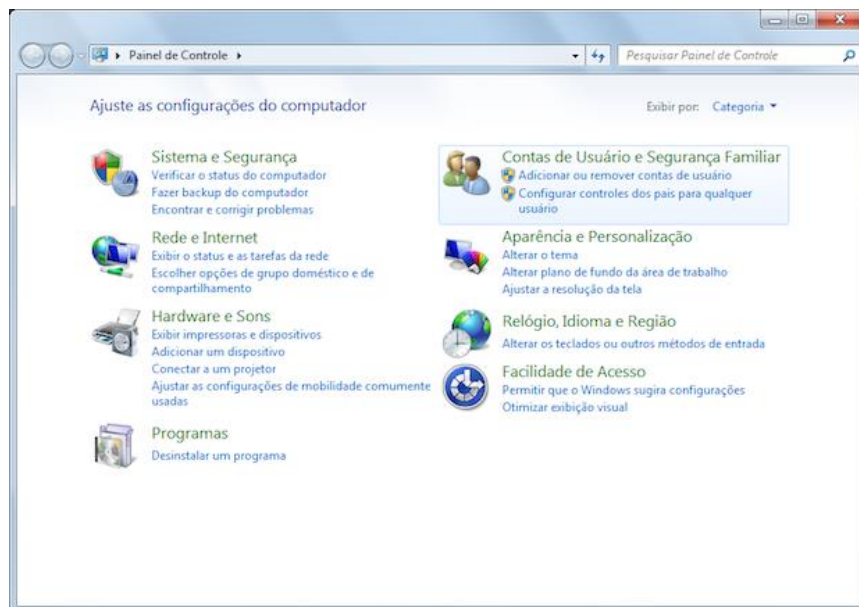 Painel de Controle
Pesquisar Painel de Controle
Ajuste as configurações do computador
Exibir por: Categoria
Sistema e Segurança
Verificar o status do computador
Fazer backup do computador
Encontrar e corrigir problemas
Rede e Internet
Exibir o status e as tarefas da rede
Escolher opções de grupo doméstico e de
compartilhamento
Hardware e Sons
Exibir impressoras e dispositivos
Adicionar um dispositivo
Conectar a um projetor
Ajustar as configurações de mobilidade comumente
usadas
Programas
Desinstalar um programa
Contas de Usuário e Segurança Familiar
Adicionar ou remover contas de usuário
Configurar controles dos pais para qualquer
usuário
Aparência e Personalização
Alterar o tema
Alterar plano de fundo da área de trabalho
Ajustar a resolução da tela
Relógio, Idioma e Região
Alterar os teclados ou outros métodos de entrada
Facilidade de Acesso
Permitir que o Windows sugira configurações
Otimizar exibição visual